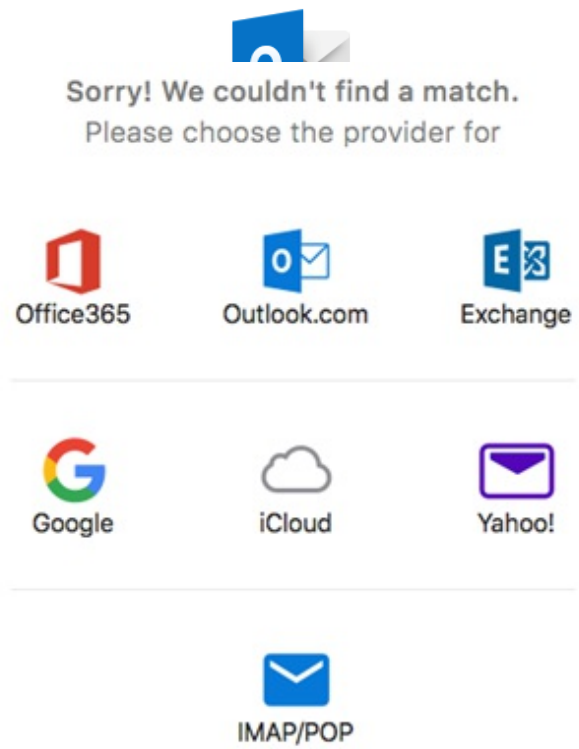 Sorry! We couldn't find a match.
Please choose the provider for
Office365
Outlook.com
Exchange
Google
iCloud
Yahoo!
IMAP/POP